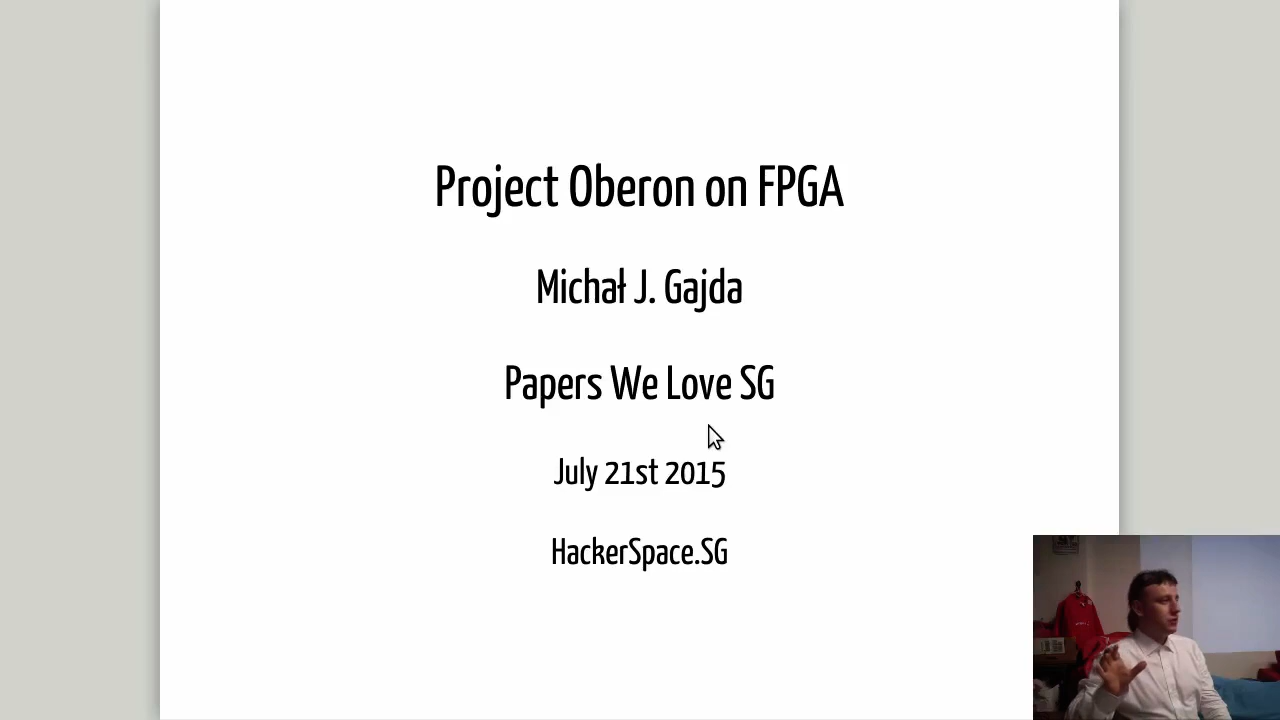 Project Oberon on FPGA
Michał J. Gajda
Papers We Love SG
July 21st 2015
HackerSpace.SG